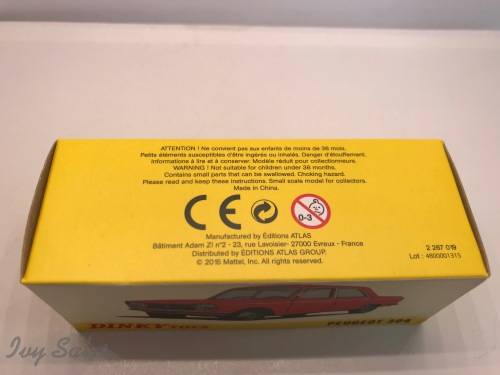 ATTENTION ! Ne convient pas aux enfants de moins de 36 mois.
Petits éléments susceptibles d'être ingérés ou inhalés. Danger d'étouffement.
Informations à lire et à conserver. Modèle réduit pour collectionneurs.
WARNING ! Not suitable for children under 36 months.
Contains small parts that can be swallowed. Choking hazard.
Please read and keep these instructions. Small scale model for collectors.
Made in China.
CE
0-3
Manufactured by Éditions ATLAS
Bâtiment Adam ZI n°2 - 23, rue Lavoisier- 27000 Evreux - France
Distributed by ÉDITIONS ATLAS GROUP.
© 2015 Mattel, Inc. All rights reserved.
2 267 019
Lot : 4600001315
DINKY TOYS
PEUGEOT 504